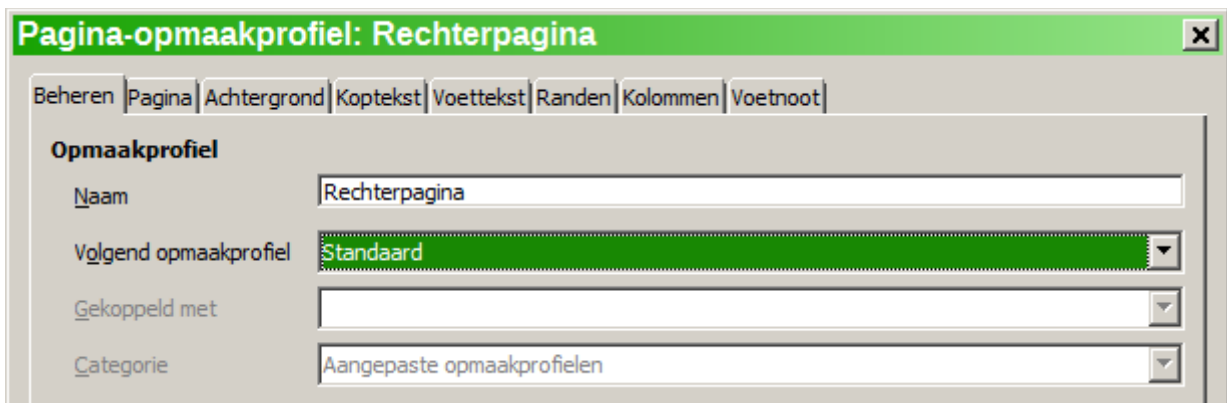 Pagina-opmaakprofiel: Rechterpagina
Beheren Pagina Achtergrond Koptekst Voettekst Randen Kolommen Voetnoot
Opmaakprofiel
Naam Rechterpagina
Volgend opmaakprofiel Standaard
Gekoppeld met
Categorie Aangepaste opmaakprofielen